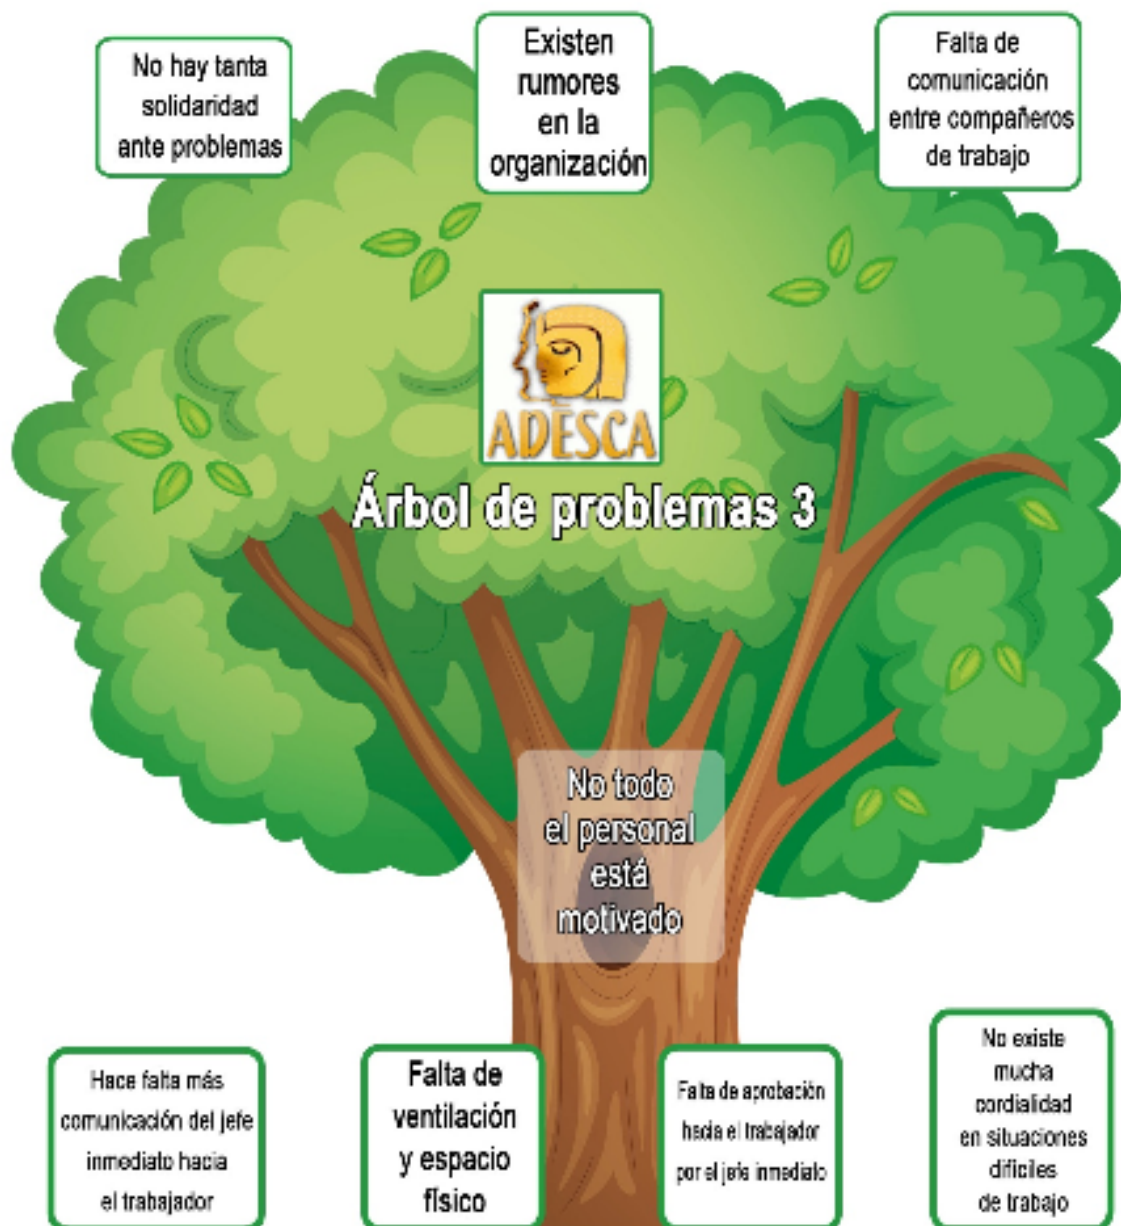 No hay tanta
solidaridad
ante problemas
Existen
rumores
en la
organización
Falta de
comunicación
entre compañeros
de trabajo
ADESCA
Árbol de problemas 3
No todo
el personal
está
motivado
Hace falta más
comunicación del jefe
inmediato hacia
el trabajador
Falta de
ventilación
y espacio
físico
Falta de aprobación
hacia el trabajador
por el jefe inmediato
No existe
mucha
cordialidad
en situaciones
difíciles
de trabajo